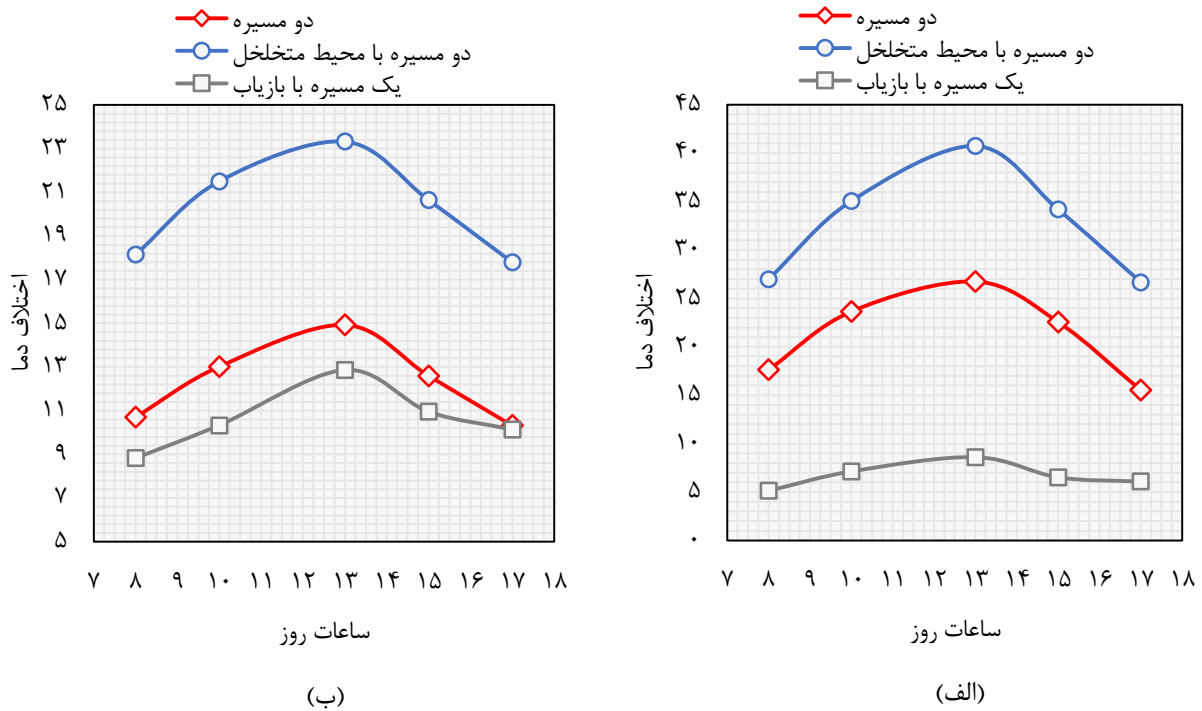 دو مسیره
دو مسیره با محیط متخلخل
یک مسیره با بازیاب
۴۵
۴۰
۳۵
۳۰
۲۵
۲۰
۱۵
۱۰
۵
۰
اختلاف دما
۷ ۸ ۹ ۱۰ ۱۱ ۱۲ ۱۳ ۱۴ ۱۵ ۱۶ ۱۷ ۱۸
ساعات روز
(الف)
دو مسیره
دو مسیره با محیط متخلخل
یک مسیره با بازیاب
۲۵
۲۳
۲۱
۱۹
۱۷
۱۵
۱۳
۱۱
۹
۷
۵
اختلاف دما
۷ ۸ ۹ ۱۰ ۱۱ ۱۲ ۱۳ ۱۴ ۱۵ ۱۶ ۱۷ ۱۸
ساعات روز
(ب)